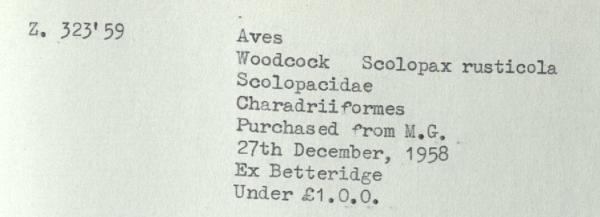 Z. 323'59
Aves
Woodcock Scolopax rusticola
Scolopacidae
Charadriiformes
Purchased from M.G.
27th December, 1958
Ex Betteridge
Under £1.0.0.